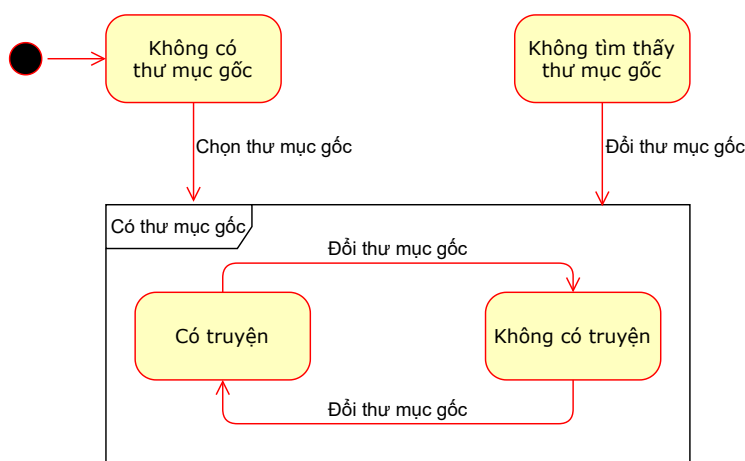 Không có
thư mục gốc
Không tìm thấy
thư mục gốc
Chọn thư mục gốc
Đổi thư mục gốc
Có thư mục gốc
Đổi thư mục gốc
Có truyện
Không có truyện
Đổi thư mục gốc